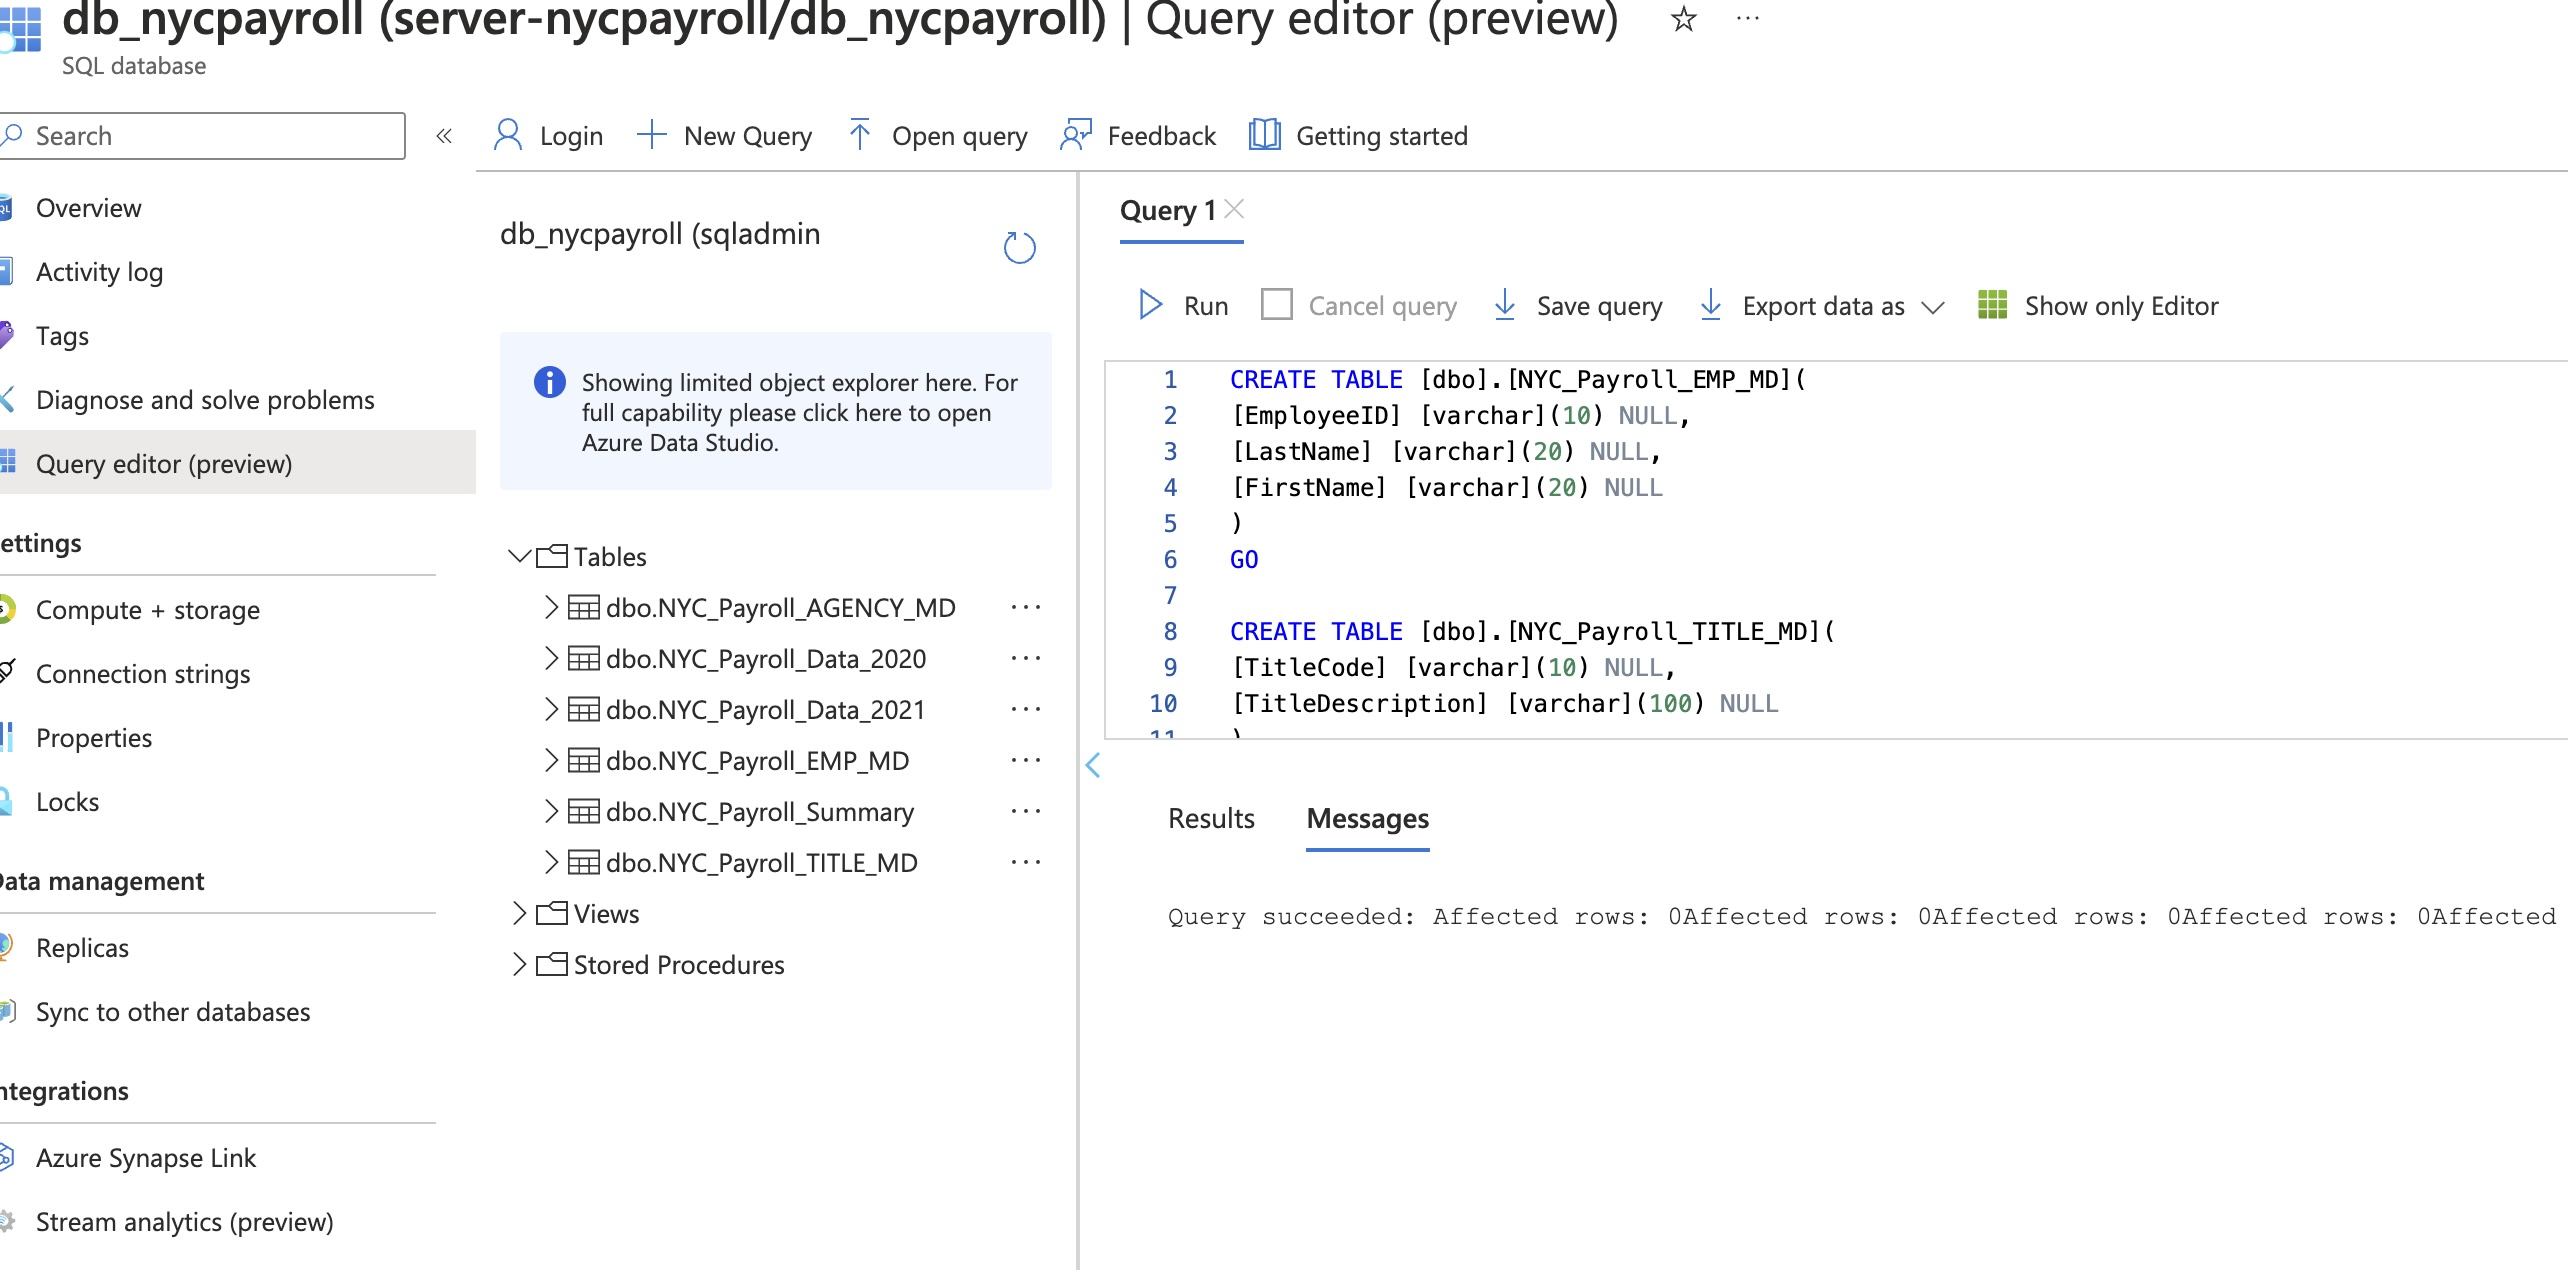 db_nycpayroll (server-nycpayroll/db_nycpayroll) | Query editor (preview) ☆ ···
SQL database
Search «
Overview
Activity log
Tags
Diagnose and solve problems
Query editor (preview)
ettings
Compute + storage
Connection strings
Properties
Locks
Data management
Replicas
Sync to other databases
ntegrations
Azure Synapse Link
Stream analytics (preview)
Login New Query Open query Feedback Getting started
db_nycpayroll (sqladmin
Showing limited object explorer here. For
full capability please click here to open
Azure Data Studio.
Tables
dbo.NYC_Payroll_AGENCY_MD ···
dbo.NYC_Payroll_Data_2020 ···
dbo.NYC_Payroll_Data_2021 ···
dbo.NYC_Payroll_EMP_MD ···
dbo.NYC_Payroll_Summary ···
dbo.NYC_Payroll_TITLE_MD ···
Views
Stored Procedures
Query 1
Run Cancel query Save query Export data as Show only Editor
1 CREATE TABLE [dbo].[NYC_Payroll_EMP_MD](
2 [EmployeeID] [varchar](10) NULL,
3 [LastName] [varchar](20) NULL,
4 [FirstName] [varchar](20) NULL
5 )
6 GO
7
8 CREATE TABLE [dbo].[NYC_Payroll_TITLE_MD](
9 [TitleCode] [varchar](10) NULL,
10 [TitleDescription] [varchar](100) NULL
11 )
Results Messages
Query succeeded: Affected rows: 0Affected rows: 0Affected rows: 0Affected rows: 0Affected